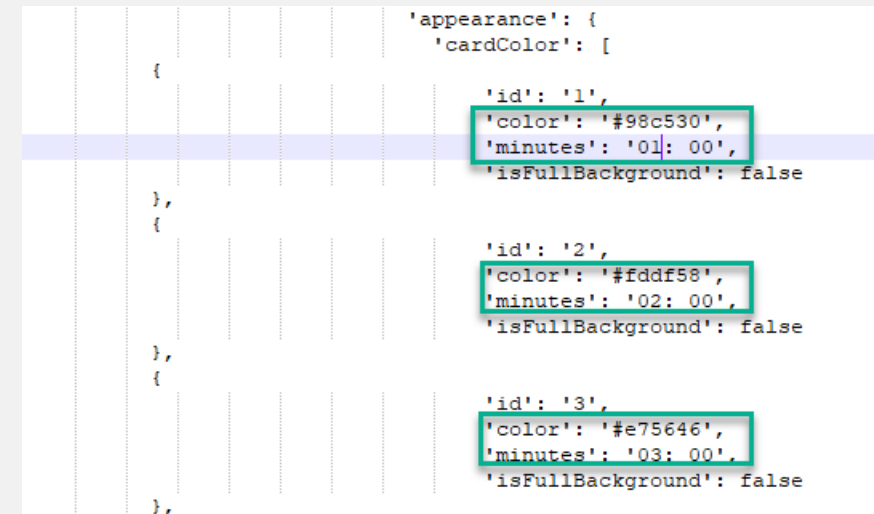 'appearance': {
'cardColor': [
{
'id': '1',
'color': '#98c530',
'minutes': '01: 00',
'isFullBackground': false
},
{
'id': '2',
'color': '#fddf58',
'minutes': '02: 00',
'isFullBackground': false
},
{
'id': '3',
'color': '#e75646',
'minutes': '03: 00',
'isFullBackground': false
},